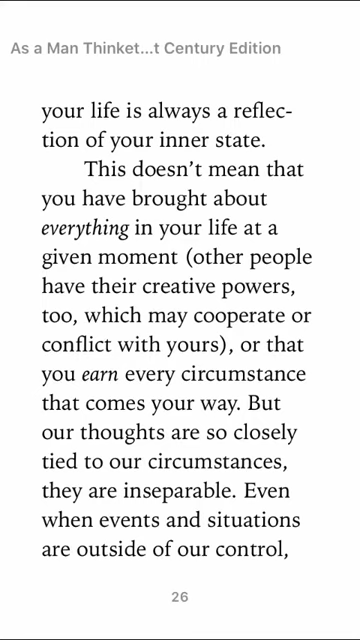 As a Man Thinket...t Century Edition
your life is always a reflec-
tion of your inner state.
This doesn’t mean that
you have brought about
everything in your life at a
given moment (other people
have their creative powers,
too, which may cooperate or
conflict with yours), or that
you earn every circumstance
that comes your way. But
our thoughts are so closely
tied to our circumstances,
they are inseparable. Even
when events and situations
are outside of our control,
26